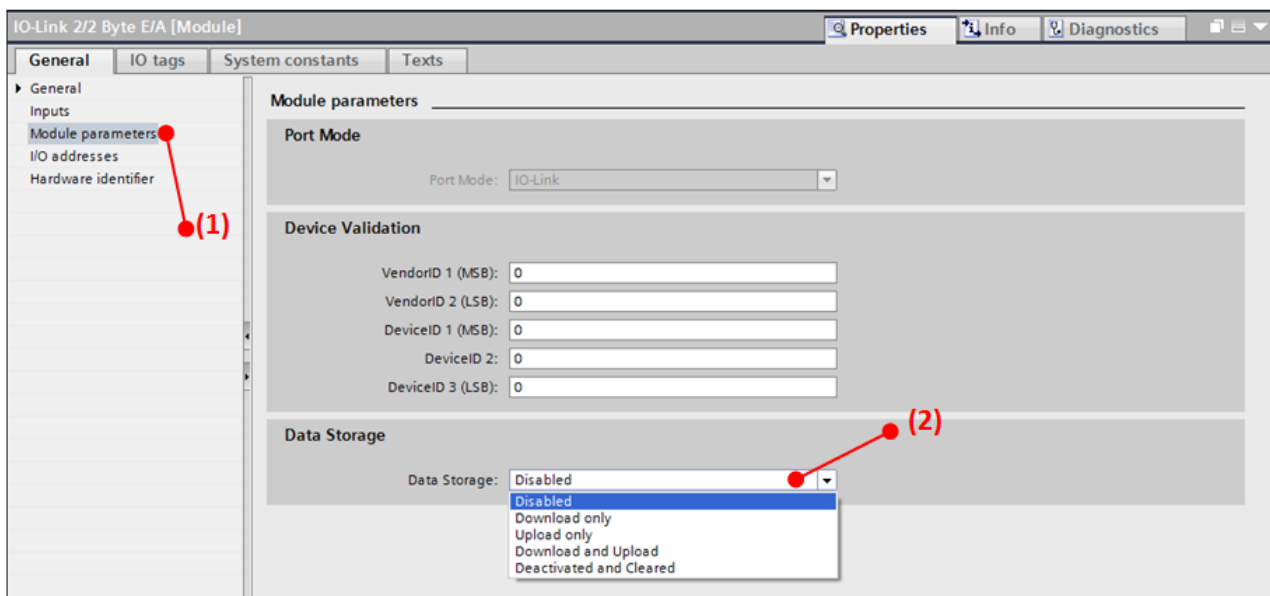 IO-Link 2/2 Byte E/A [Module]
Properties
Info
Diagnostics
General
IO tags
System constants
Texts
General
Inputs
Module parameters
I/O addresses
Hardware identifier
(1)
Module parameters
Port Mode
Port Mode: IO-Link
Device Validation
VendorID 1 (MSB): 0
VendorID 2 (LSB): 0
DeviceID 1 (MSB): 0
DeviceID 2: 0
DeviceID 3 (LSB): 0
(2)
Data Storage
Data Storage: Disabled
Disabled
Download only
Upload only
Download and Upload
Deactivated and Cleared